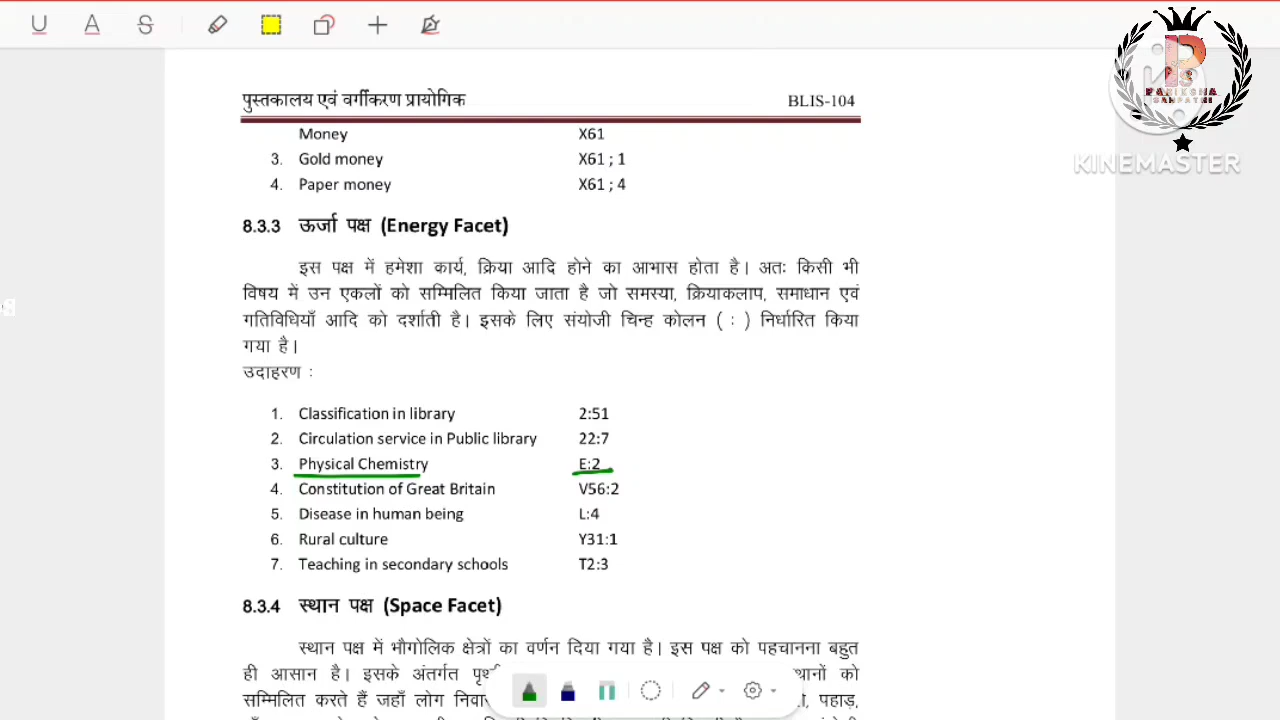 पुस्तकालय एवं वर्गीकरण प्रायोगिक BLIS-104
PARIKSHA
SAMPATHI
KINEMASTER
Money X61
3. Gold money X61 ; 1
4. Paper money X61 ; 4
8.3.3 ऊर्जा पक्ष (Energy Facet)
इस पक्ष में हमेशा कार्य, क्रिया आदि होने का आभास होता है। अतः किसी भी
विषय में उन एकलों को सम्मिलित किया जाता है जो समस्या, क्रियाकलाप, समाधान एवं
गतिविधियाँ आदि को दर्शाती है। इसके लिए संयोजी चिन्ह कोलन ( : ) निर्धारित किया
गया है।
उदाहरण :
1. Classification in library 2:51
2. Circulation service in Public library 22:7
3. Physical Chemistry E:2
4. Constitution of Great Britain V56:2
5. Disease in human being L:4
6. Rural culture Y31:1
7. Teaching in secondary schools T2:3
8.3.4 स्थान पक्ष (Space Facet)
स्थान पक्ष में भौगोलिक क्षेत्रों का वर्णन दिया गया है। इस पक्ष को पहचानना बहुत
ही आसान है। इसके अंतर्गत को
सम्मिलित करते हैं जहाँ लोग पहाड़,